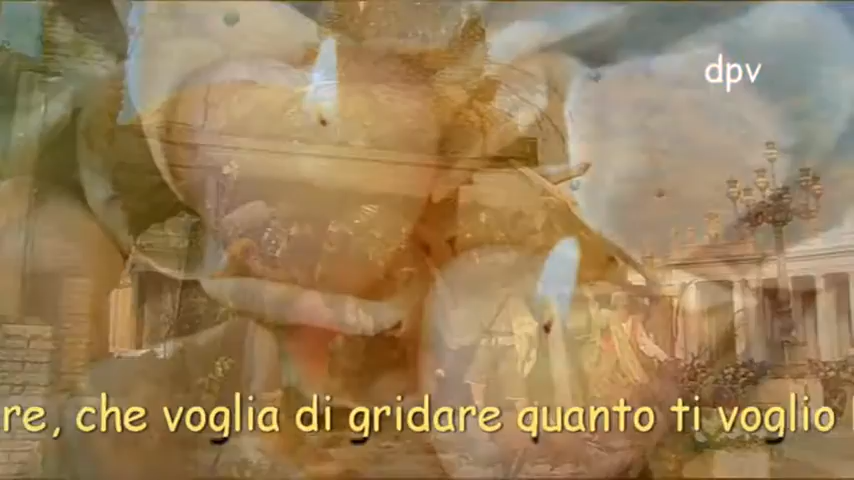 dpv
re, che voglia di gridare quanto ti voglio